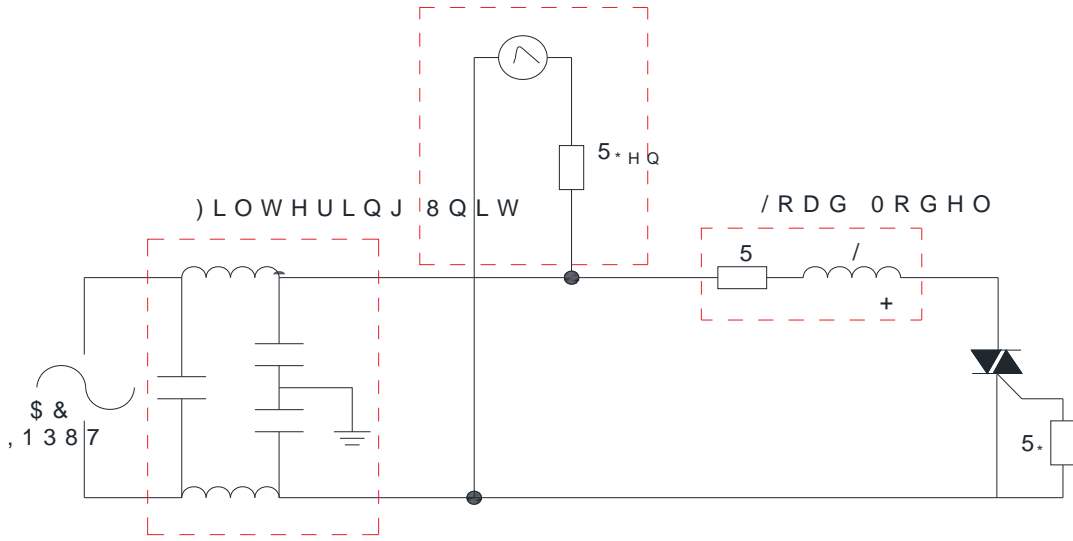 5*HQ
)LOWHULQJ 8QLW
/RDG 0RGHO
5
/
+
$ &
,1387
5*